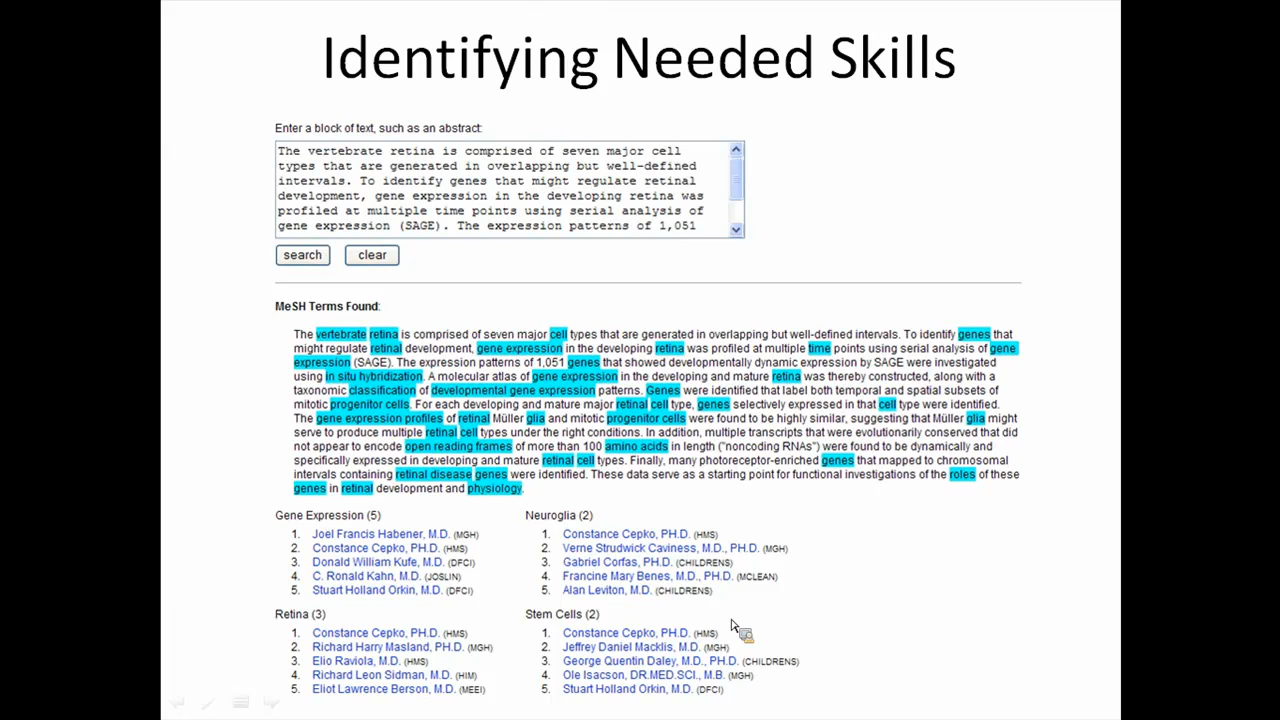 Identifying Needed Skills
Enter a block of text, such as an abstract:
The vertebrate retina is comprised of seven major cell
types that are generated in overlapping but well-defined
intervals. To identify genes that might regulate retinal
development, gene expression in the developing retina was
profiled at multiple time points using serial analysis of
gene expression (SAGE). The expression patterns of 1,051
search clear
MeSH Terms Found:
The vertebrate retina is comprised of seven major cell types that are generated in overlapping but well-defined intervals. To identify genes that
might regulate retinal development, gene expression in the developing retina was profiled at multiple time points using serial analysis of gene
expression (SAGE). The expression patterns of 1,051 genes that showed developmentally dynamic expression by SAGE were investigated
using in situ hybridization. A molecular atlas of gene expression in the developing and mature retina was thereby constructed, along with a
taxonomic classification of developmental gene expression patterns. Genes were identified that label both temporal and spatial subsets of
mitotic progenitor cells. For each developing and mature major retinal cell type, genes selectively expressed in that cell type were identified.
The gene expression profiles of retinal Müller glia and mitotic progenitor cells were found to be highly similar, suggesting that Müller glia might
serve to produce multiple retinal cell types under the right conditions. In addition, multiple transcripts that were evolutionarily conserved that did
not appear to encode open reading frames of more than 100 amino acids in length ("noncoding RNAs") were found to be dynamically and
specifically expressed in developing and mature retinal cell types. Finally, many photoreceptor-enriched genes that mapped to chromosomal
intervals containing retinal disease genes were identified. These data serve as a starting point for functional investigations of the roles of these
genes in retinal development and physiology.
Gene Expression (5)
1. Joel Francis Habener, M.D. (MGH)
2. Constance Cepko, PH.D. (HMS)
3. Donald William Kufe, M.D. (DFCI)
4. C. Ronald Kahn, M.D. (JOSLIN)
5. Stuart Holland Orkin, M.D. (DFCI)
Neuroglia (2)
1. Constance Cepko, PH.D. (HMS)
2. Verne Strudwick Caviness, M.D., PH.D. (MGH)
3. Gabriel Corfas, PH.D. (CHILDRENS)
4. Francine Mary Benes, M.D., PH.D. (MCLEAN)
5. Alan Leviton, M.D. (CHILDRENS)
Retina (3)
1. Constance Cepko, PH.D. (HMS)
2. Richard Harry Masland, PH.D. (MGH)
3. Elio Raviola, M.D. (HMS)
4. Richard Leon Sidman, M.D. (HIM)
5. Eliot Lawrence Berson, M.D. (MEEI)
Stem Cells (2)
1. Constance Cepko, PH.D. (HMS)
2. Jeffrey Daniel Macklis, M.D. (MGH)
3. George Quentin Daley, M.D., PH.D. (CHILDRENS)
4. Ole Isacson, DR.MED.SCI., M.B. (MGH)
5. Stuart Holland Orkin, M.D. (DFCI)